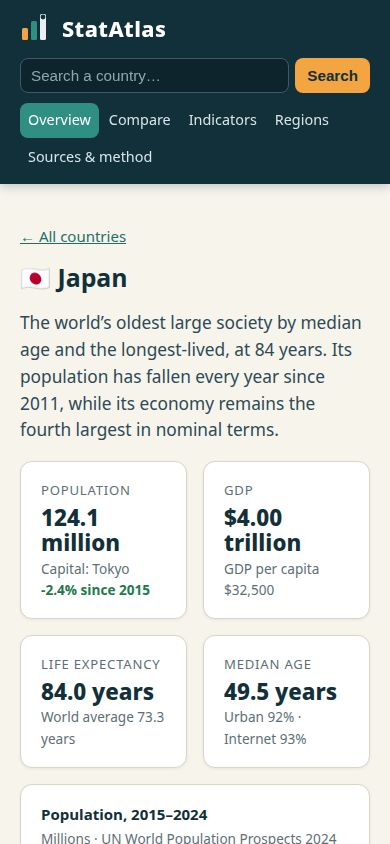 StatAtlas
Search a country…
Search
Overview Compare Indicators Regions
Sources & method
← All countries
Japan
The world’s oldest large society by median
age and the longest-lived, at 84 years. Its
population has fallen every year since
2011, while its economy remains the
fourth largest in nominal terms.
POPULATION
124.1
million
Capital: Tokyo
-2.4% since 2015
GDP
$4.00
trillion
GDP per capita
$32,500
LIFE EXPECTANCY
84.0 years
World average 73.3
years
MEDIAN AGE
49.5 years
Urban 92% ·
Internet 93%
Population, 2015–2024
Millions · UN World Population Prospects 2024